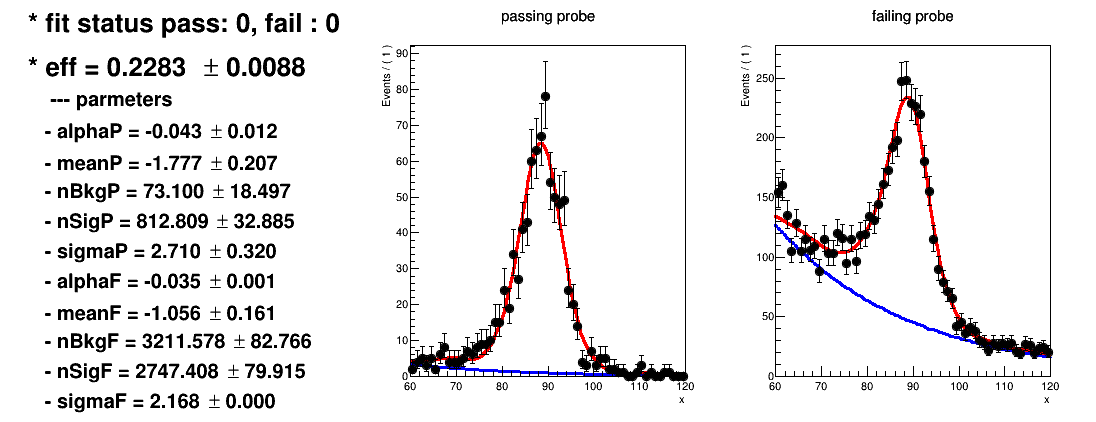 * fit status pass: 0, fail : 0
* eff = 0.2283 ± 0.0088
--- parmeters
- alphaP = -0.043 ± 0.012
- meanP = -1.777 ± 0.207
- nBkgP = 73.100 ± 18.497
- nSigP = 812.809 ± 32.885
- sigmaP = 2.710 ± 0.320
- alphaF = -0.035 ± 0.001
- meanF = -1.056 ± 0.161
- nBkgF = 3211.578 ± 82.766
- nSigF = 2747.408 ± 79.915
- sigmaF = 2.168 ± 0.000
passing probe
Events / ( 1 )
90
80
70
60
50
40
30
20
10
0
60 70 80 90 100 110 120
x
failing probe
Events / ( 1 )
250
200
150
100
50
0
60 70 80 90 100 110 120
x